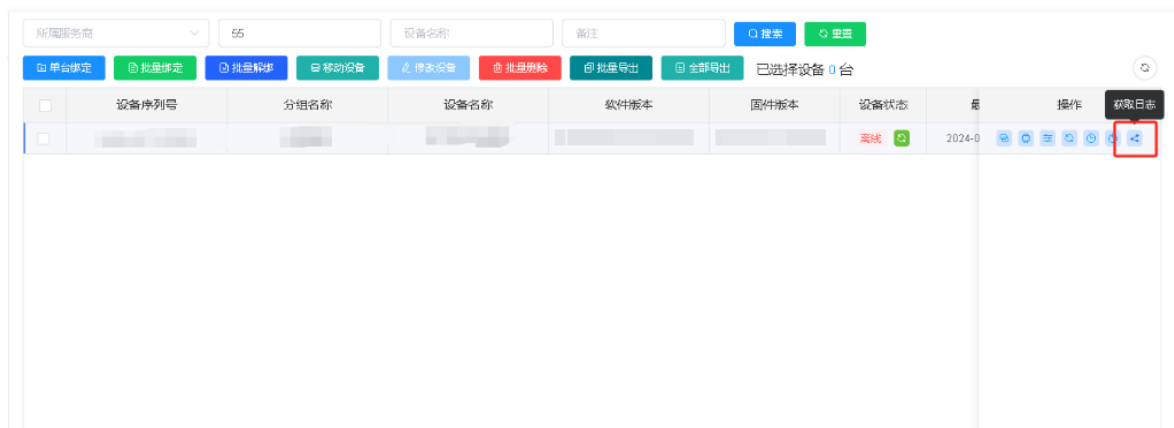 所属服务商 55 设备名称 备注 搜索 重置
单台绑定 批量绑定 批量解绑 移动设备 修改设备 批量删除 批量导出 全部导出 已选择设备 0 台
获取日志
设备序列号 分组名称 设备名称 软件版本 固件版本 设备状态 最 操作
离线 2024-0